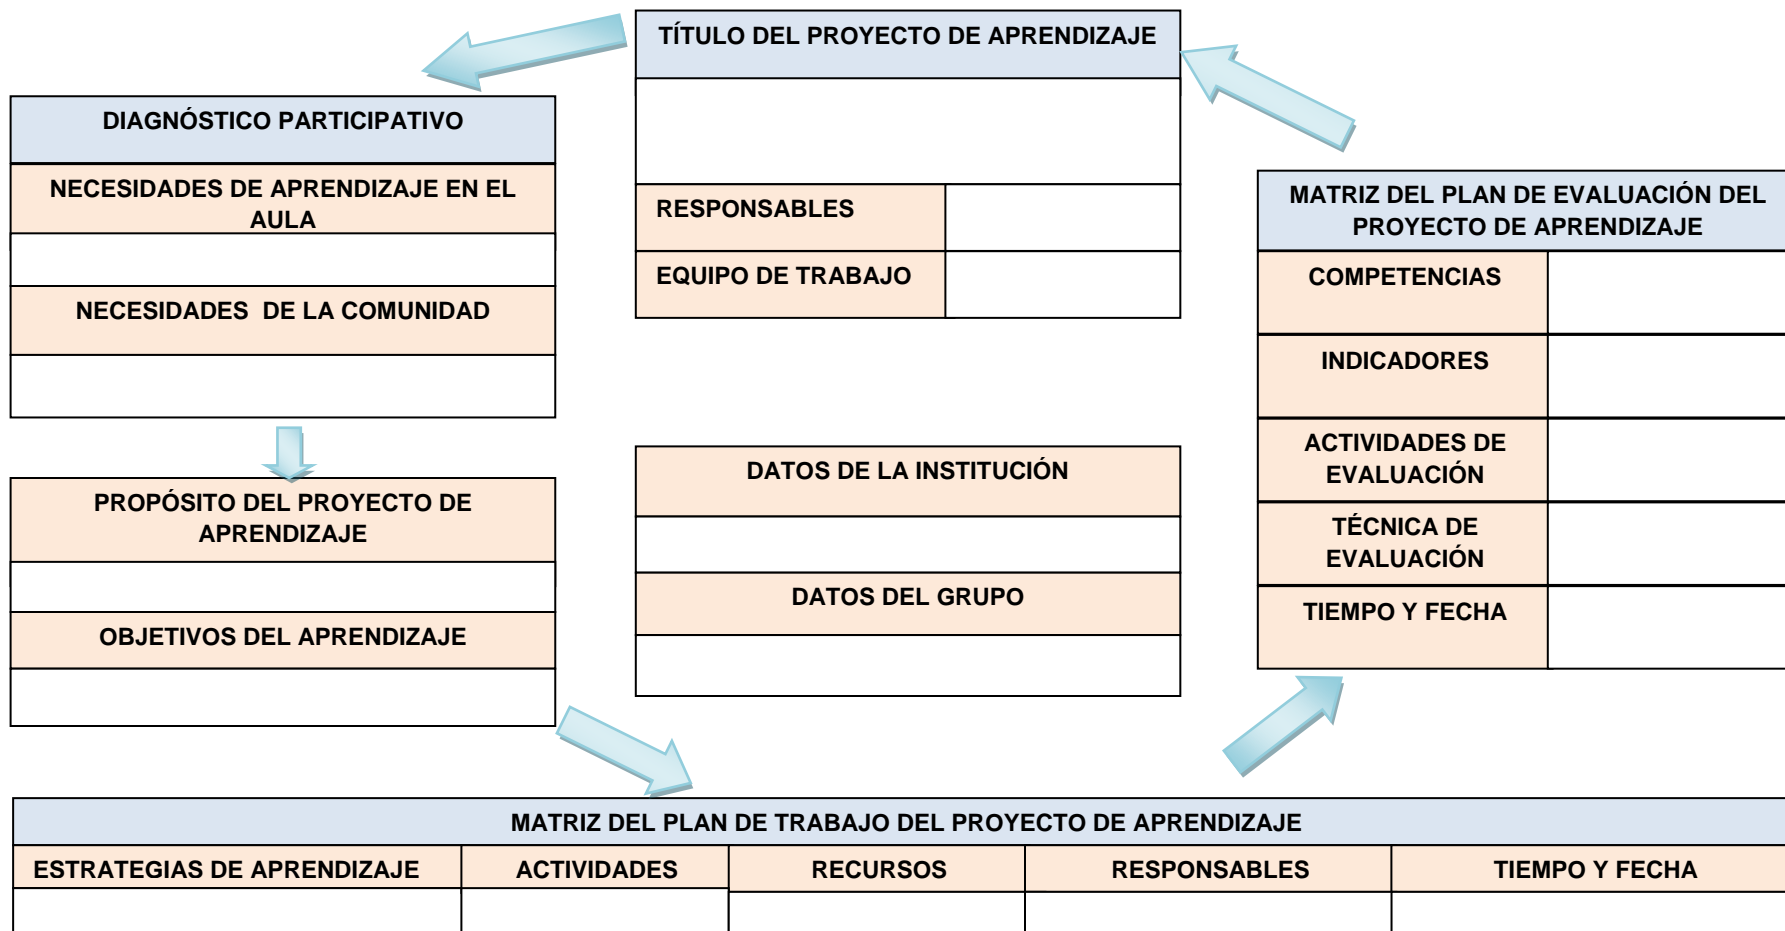 TÍTULO DEL PROYECTO DE APRENDIZAJE
RESPONSABLES
EQUIPO DE TRABAJO
DIAGNÓSTICO PARTICIPATIVO
NECESIDADES DE APRENDIZAJE EN EL
AULA
NECESIDADES DE LA COMUNIDAD
PROPÓSITO DEL PROYECTO DE
APRENDIZAJE
OBJETIVOS DEL APRENDIZAJE
DATOS DE LA INSTITUCIÓN
DATOS DEL GRUPO
MATRIZ DEL PLAN DE EVALUACIÓN DEL
PROYECTO DE APRENDIZAJE
COMPETENCIAS
INDICADORES
ACTIVIDADES DE
EVALUACIÓN
TÉCNICA DE
EVALUACIÓN
TIEMPO Y FECHA
MATRIZ DEL PLAN DE TRABAJO DEL PROYECTO DE APRENDIZAJE
ESTRATEGIAS DE APRENDIZAJE ACTIVIDADES RECURSOS RESPONSABLES TIEMPO Y FECHA